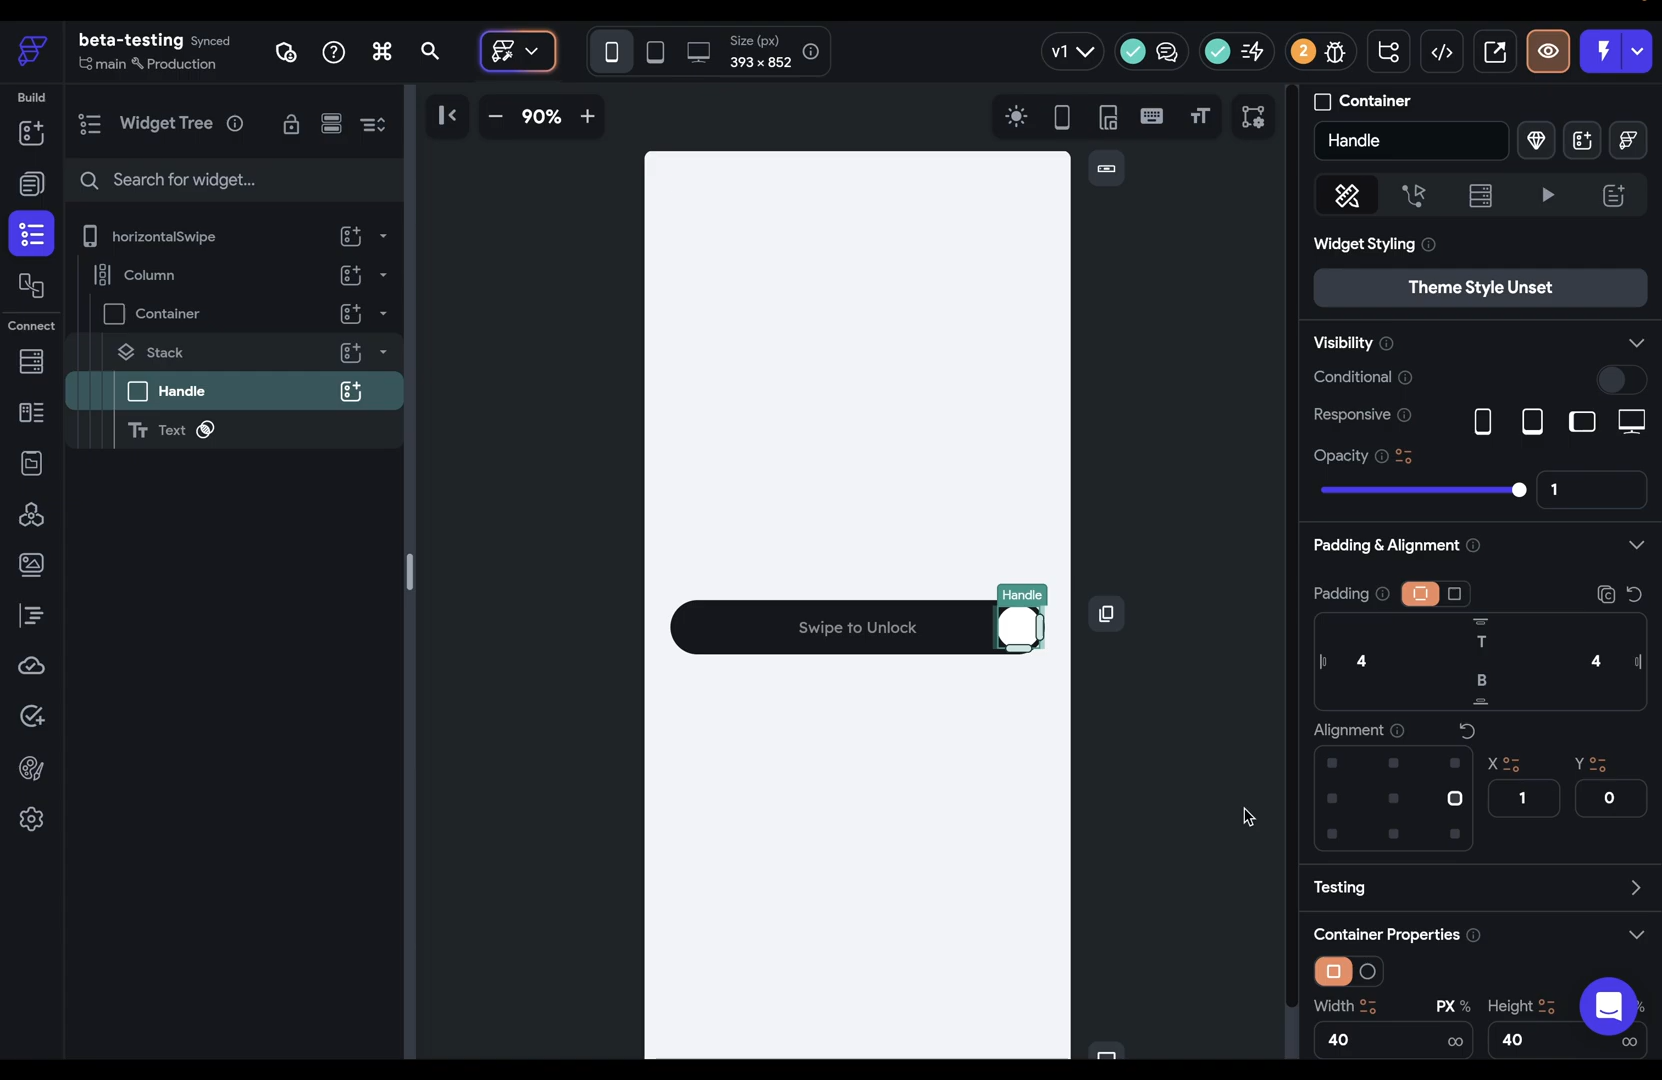 beta-testing Synced
main Production
Size (px)
393 × 852
v1
2
Build
Connect
Widget Tree
Search for widget...
horizontalSwipe
Column
Container
Stack
Handle
Text
90%
Handle
Swipe to Unlock
Container
Handle
Widget Styling
Theme Style Unset
Visibility
Conditional
Responsive
Opacity
1
Padding & Alignment
Padding
T
4
4
B
Alignment
X
Y
1
0
Testing
Container Properties
Width
PX %
Height
%
40
∞
40
∞